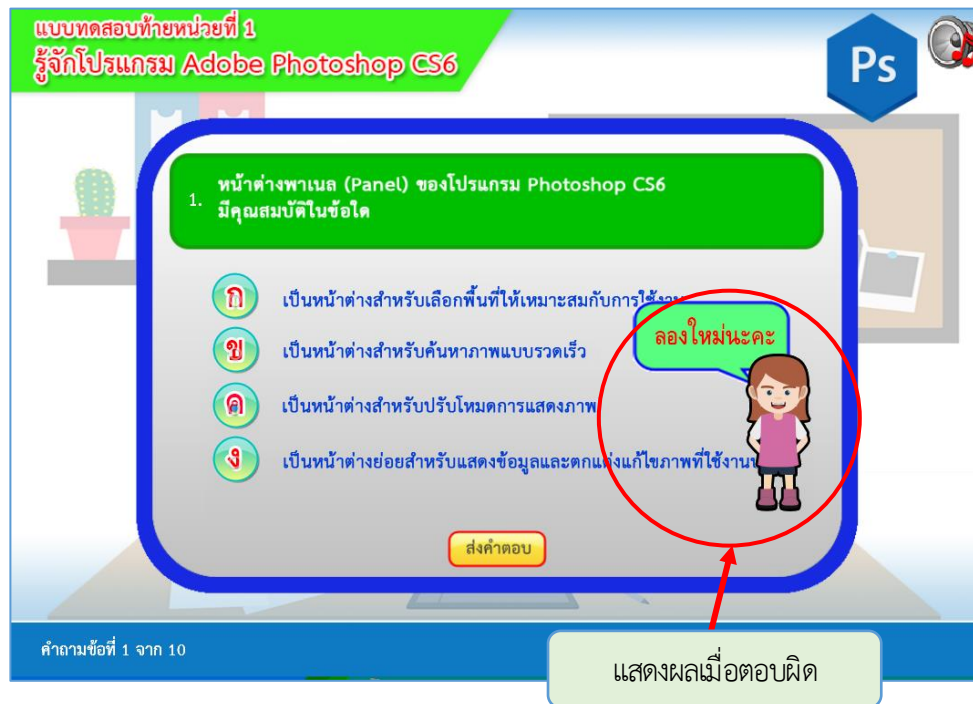 แบบทดสอบท้ายหน่วยที่ 1
รู้จักโปรแกรม Adobe Photoshop CS6
Ps
1. หน้าต่างพาเนล (Panel) ของโปรแกรม Photoshop CS6
มีคุณสมบัติในข้อใด
ก เป็นหน้าต่างสำหรับเลือกพื้นที่ให้เหมาะสมกับการใช้งาน
ลองใหม่นะคะ
ข เป็นหน้าต่างสำหรับค้นหาภาพแบบรวดเร็ว
ค เป็นหน้าต่างสำหรับปรับโหมดการแสดงภาพ
ง เป็นหน้าต่างย่อยสำหรับแสดงข้อมูลและตกแต่งแก้ไขภาพที่ใช้งาน
ส่งคำตอบ
คำถามข้อที่ 1 จาก 10
แสดงผลเมื่อตอบผิด